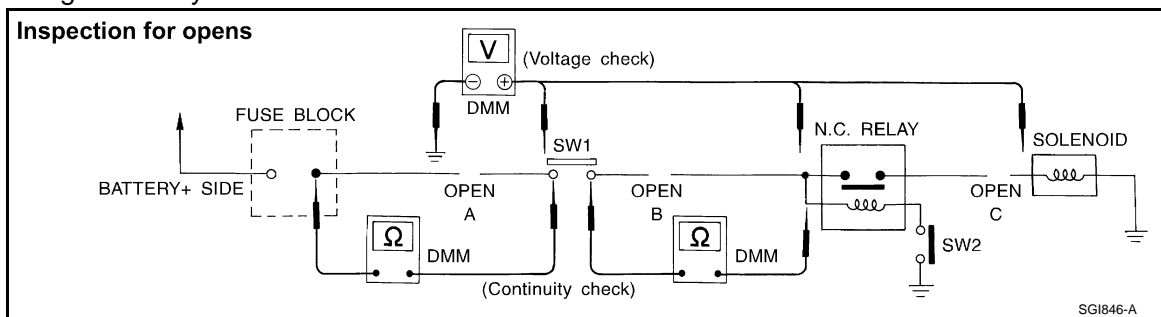 Inspection for opens
V
(Voltage check)
DMM
FUSE BLOCK
N.C. RELAY
SOLENOID
SW1
BATTERY+ SIDE
OPEN
A
OPEN
B
OPEN
C
Ω
DMM
Ω
DMM
SW2
(Continuity check)
SGI846-A